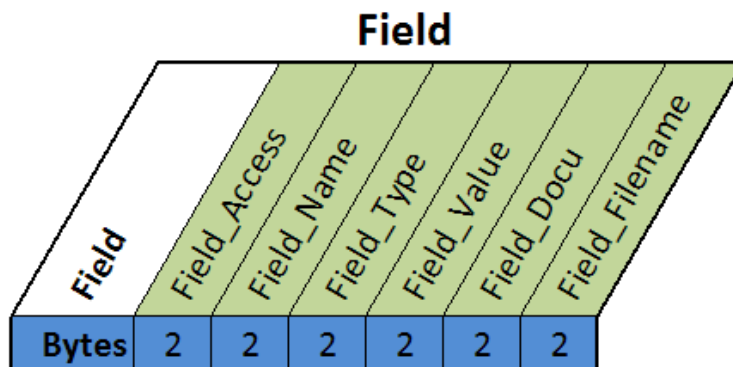 Field
Field
Field_Access
Field_Name
Field_Type
Field_Value
Field_Docu
Field_Filename
Bytes 2 2 2 2 2 2